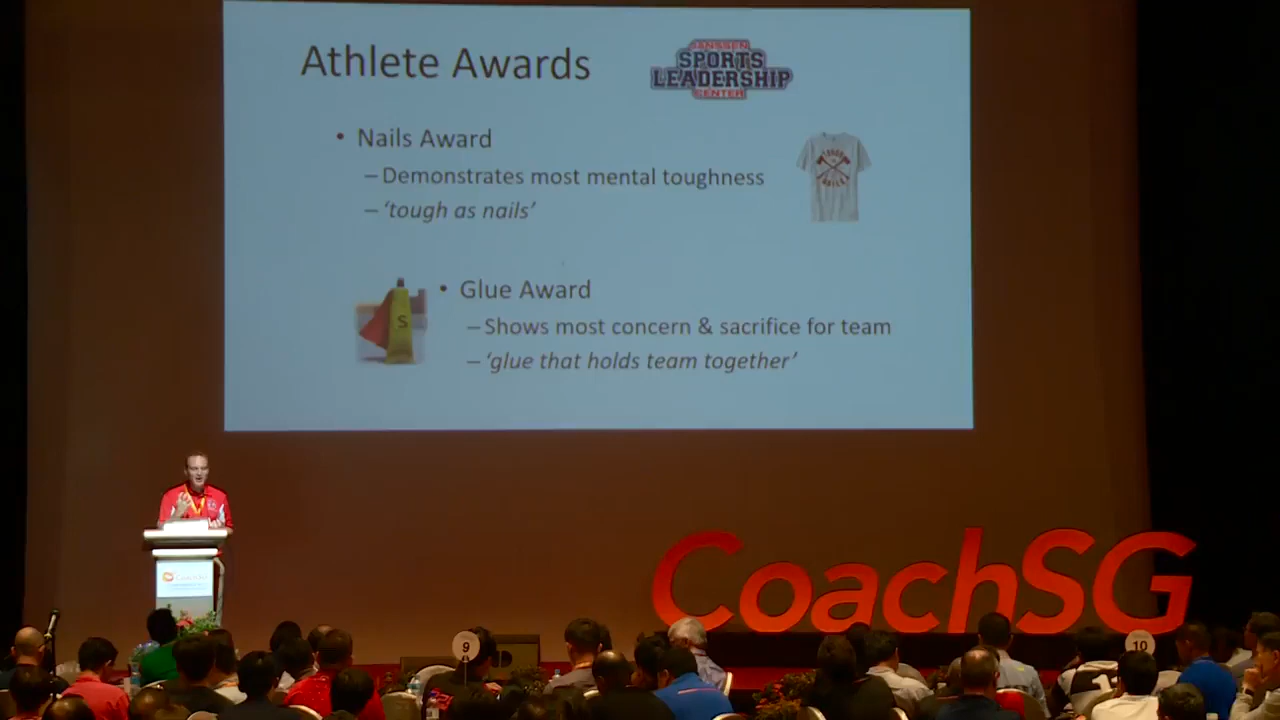 Athlete Awards
JANSSEN
SPORTS
LEADERSHIP
CENTER
• Nails Award
– Demonstrates most mental toughness
– ‘tough as nails’
S
• Glue Award
– Shows most concern & sacrifice for team
– ‘glue that holds team together’
CoachSG
CoachSG
9
10